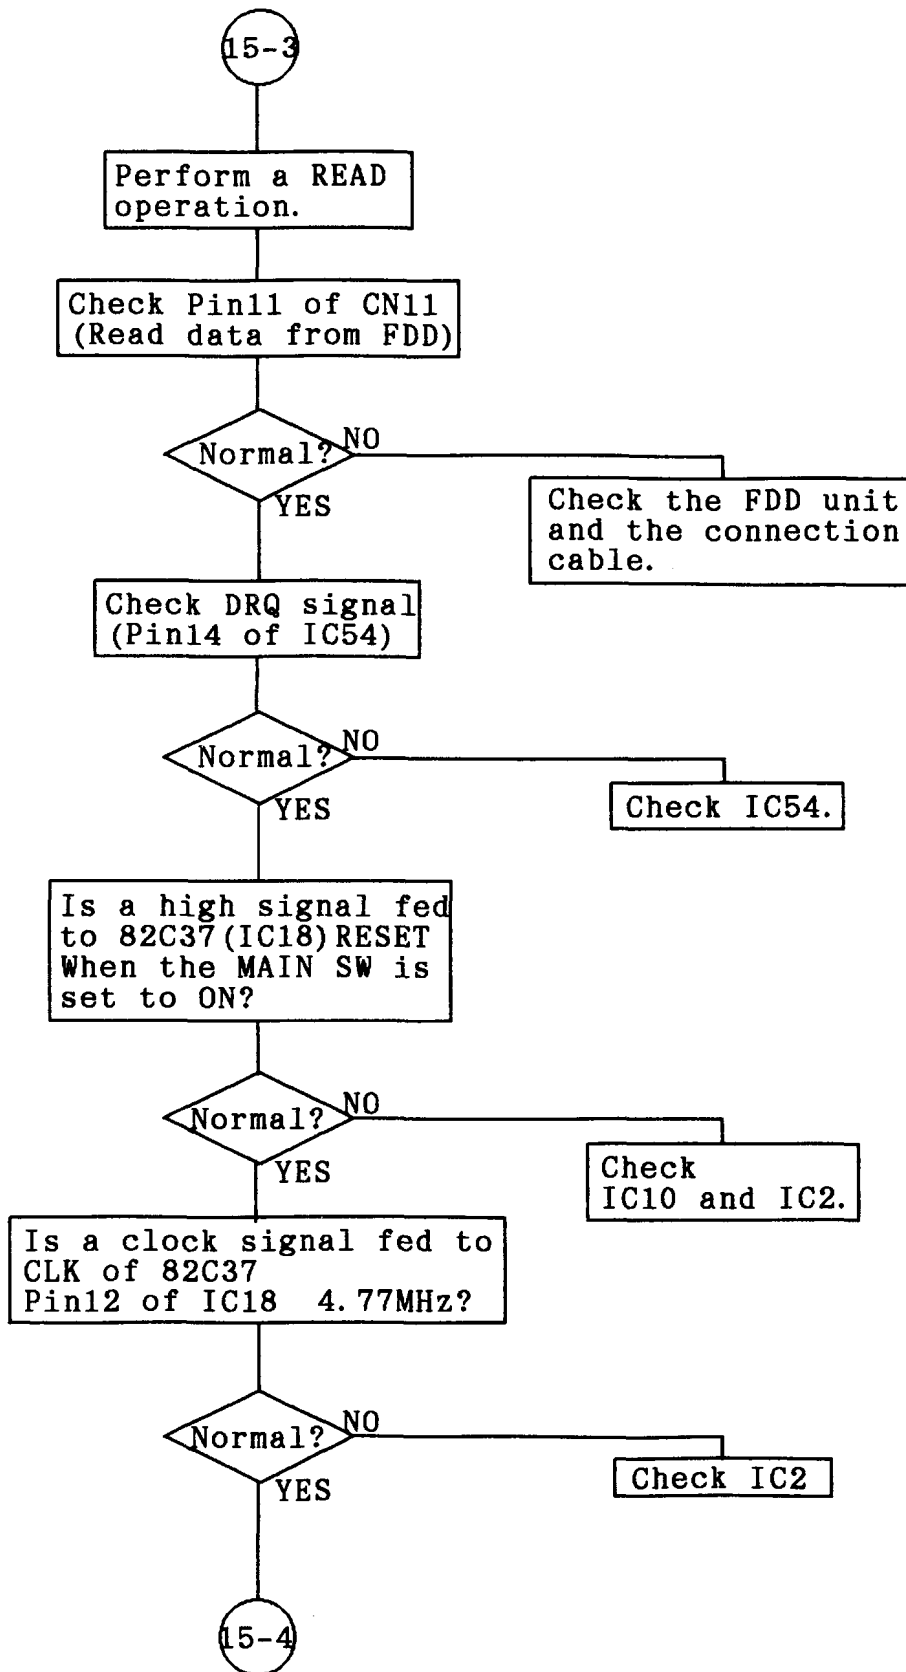 15-3
Perform a READ
operation.
Check Pin11 of CN11
(Read data from FDD)
Normal?
NO
YES
Check the FDD unit
and the connection
cable.
Check DRQ signal
(Pin14 of IC54)
Normal?
NO
YES
Check IC54.
Is a high signal fed
to 82C37(IC18)RESET
When the MAIN SW is
set to ON?
Normal?
NO
YES
Check
IC10 and IC2.
Is a clock signal fed to
CLK of 82C37
Pin12 of IC18 4.77MHz?
Normal?
NO
YES
Check IC2
15-4